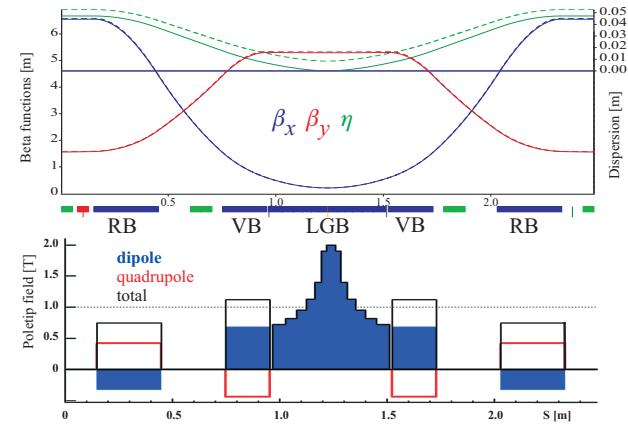 Beta functions [m]
6
5
4
3
2
1
0
βx βy η
0.05
0.04
0.03
0.02
0.01
0.00
Dispersion [m]
0.5 1.0 1.5 2.0
RB VB LGB VB RB
Poletip field [T]
2.0
1.5
1.0
0.5
0
dipole
quadrupole
total
0 0.5 1.0 1.5 2.0 S [m]